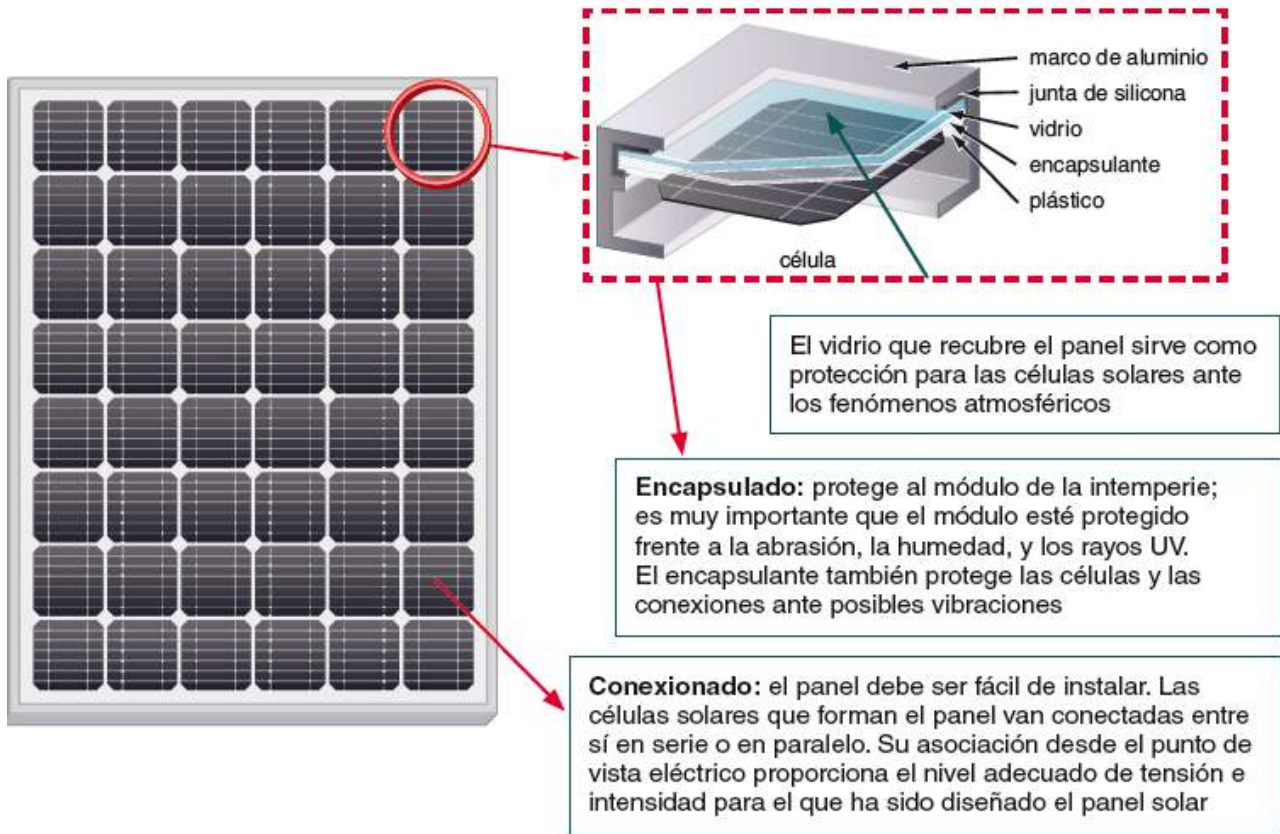 marco de aluminio
junta de silicona
vidrio
encapsulante
plástico
célula
El vidrio que recubre el panel sirve como
protección para las células solares ante
los fenómenos atmosféricos
Encapsulado: protege al módulo de la intemperie;
es muy importante que el módulo esté protegido
frente a la abrasión, la humedad, y los rayos UV.
El encapsulante también protege las células y las
conexiones ante posibles vibraciones
Conexionado: el panel debe ser fácil de instalar. Las
células solares que forman el panel van conectadas entre
sí en serie o en paralelo. Su asociación desde el punto de
vista eléctrico proporciona el nivel adecuado de tensión e
intensidad para el que ha sido diseñado el panel solar